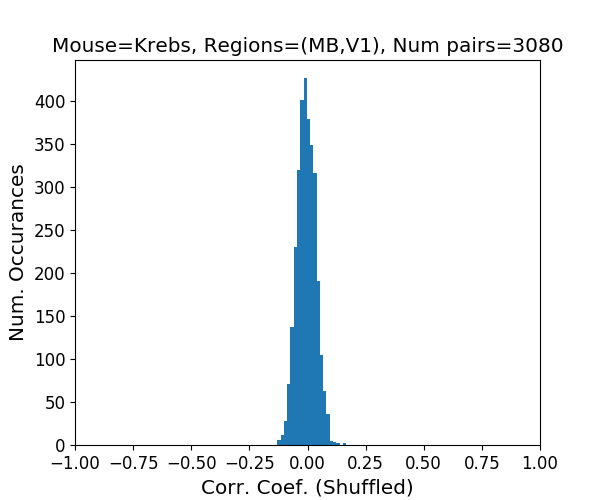 Mouse=Krebs, Regions=(MB,V1), Num pairs=3080
400
350
300
250
200
150
100
50
0
Num. Occurances
−1.00 −0.75 −0.50 −0.25 0.00 0.25 0.50 0.75 1.00
Corr. Coef. (Shuffled)